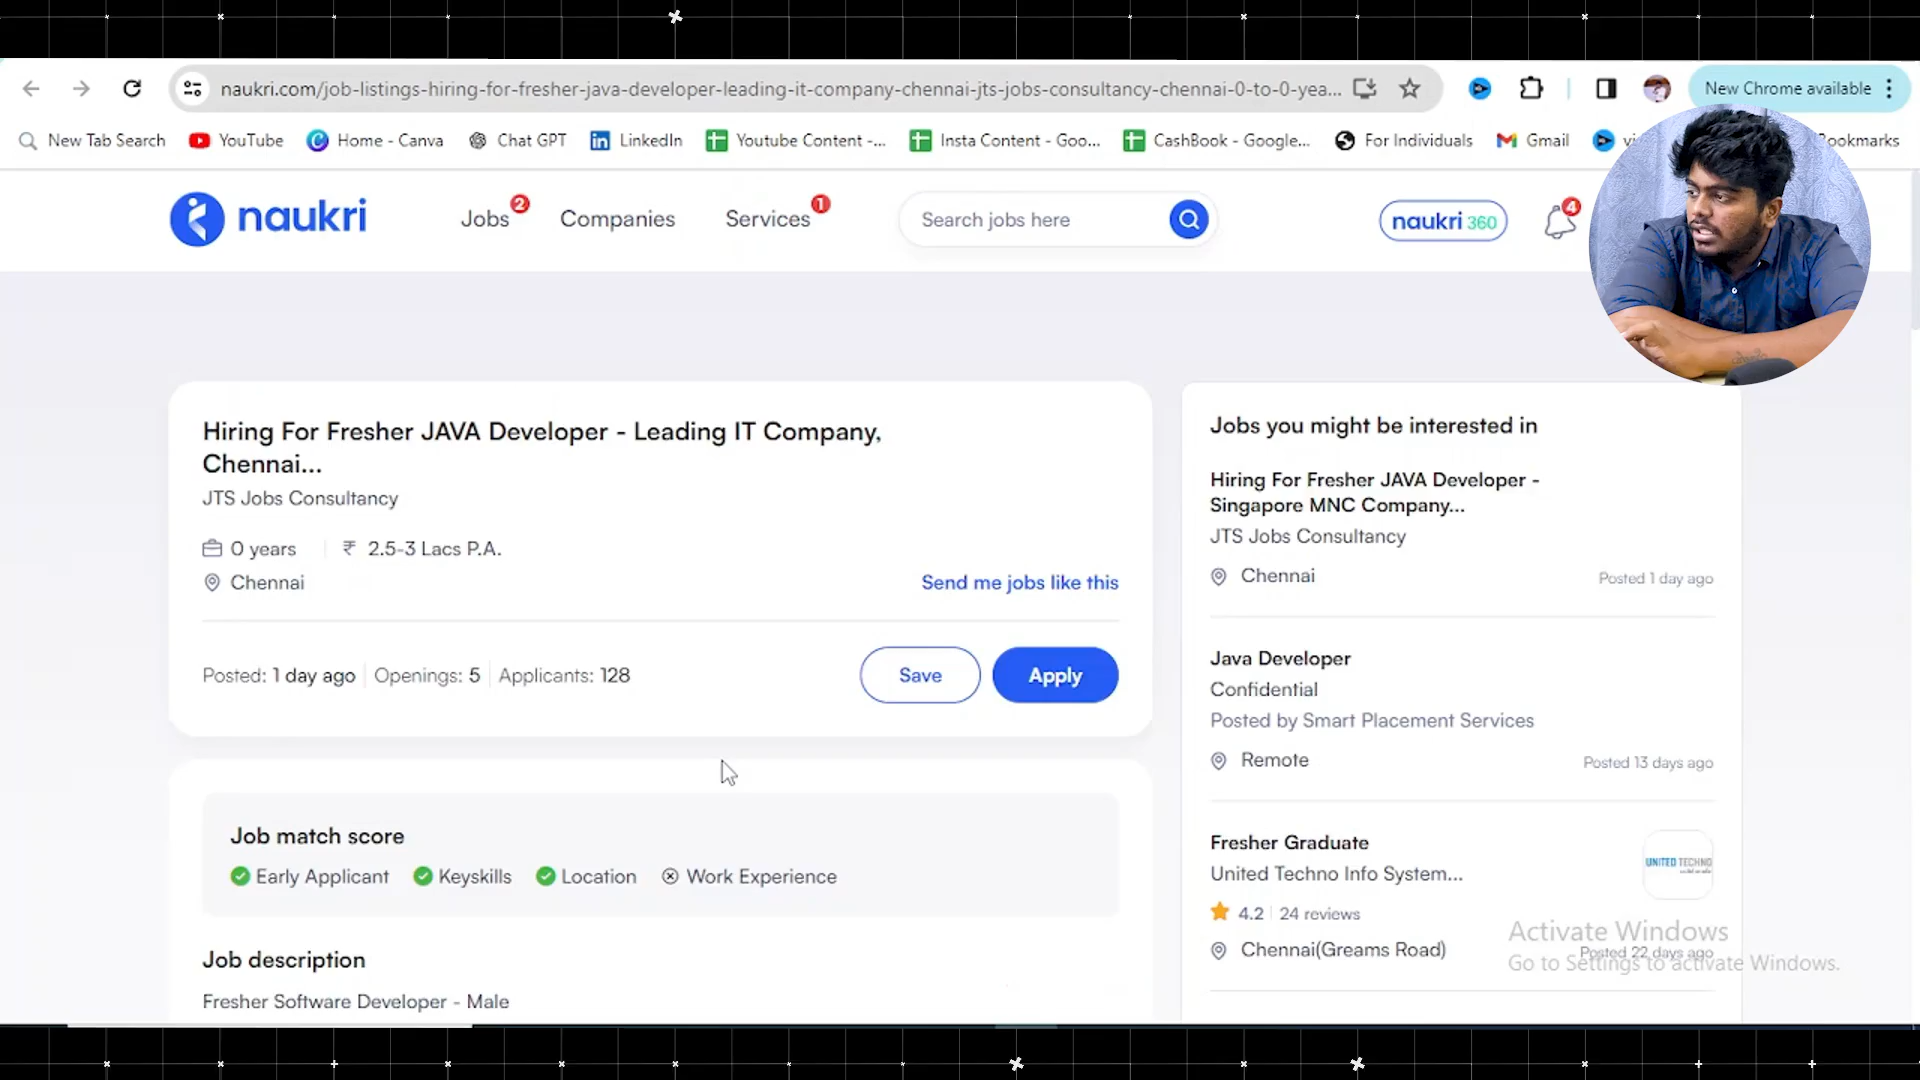 naukri.com/job-listings-hiring-for-fresher-java-developer-leading-it-company-chennai-jts-jobs-consultancy-chennai-0-to-0-yea...
New Chrome available
New Tab Search
YouTube
Home - Canva
Chat GPT
LinkedIn
Youtube Content -...
Insta Content - Goo...
CashBook - Google...
For Individuals
Gmail
ookmarks
naukri
Jobs 2
Companies
Services 1
Search jobs here
naukri 360
4
Hiring For Fresher JAVA Developer - Leading IT Company,
Chennai...
JTS Jobs Consultancy
0 years
₹ 2.5-3 Lacs P.A.
Chennai
Send me jobs like this
Posted: 1 day ago
Openings: 5
Applicants: 128
Save
Apply
Job match score
Early Applicant
Keyskills
Location
Work Experience
Job description
Fresher Software Developer - Male
Jobs you might be interested in
Hiring For Fresher JAVA Developer -
Singapore MNC Company...
JTS Jobs Consultancy
Chennai
Posted 1 day ago
Java Developer
Confidential
Posted by Smart Placement Services
Remote
Posted 13 days ago
Fresher Graduate
United Techno Info System...
UNITED TECHNO
4.2
24 reviews
Chennai(Greams Road)
Posted 22 days ago
Activate Windows
Go to Settings to activate Windows.